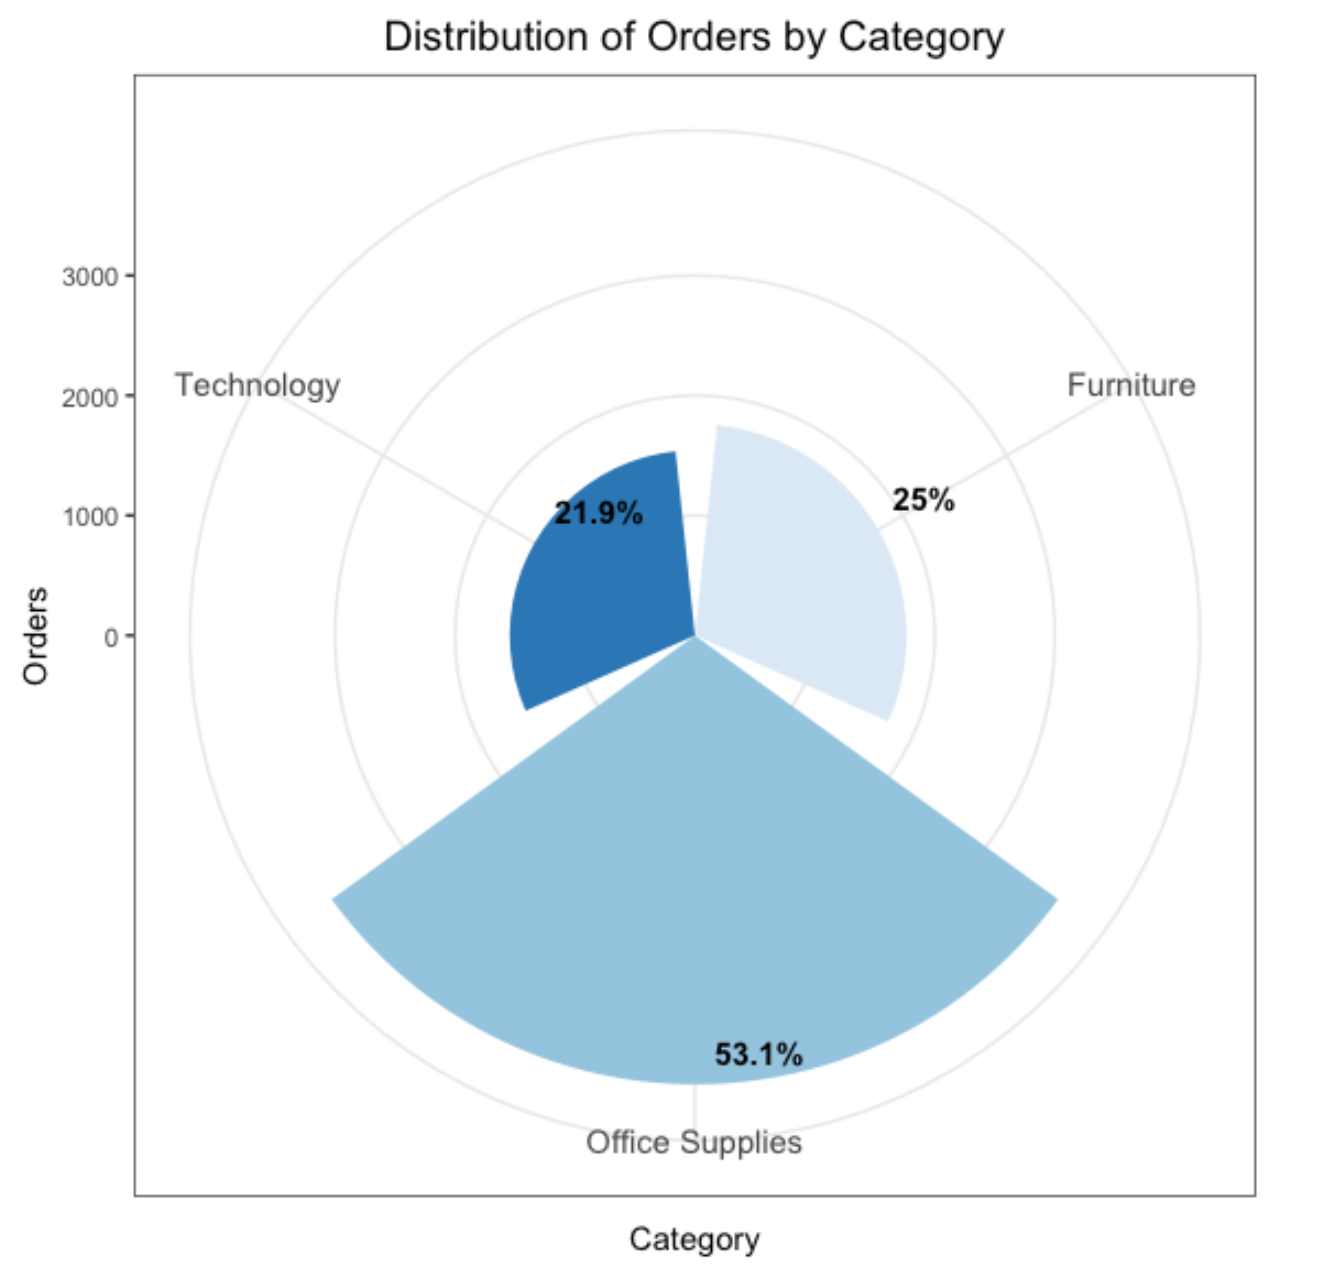 Distribution of Orders by Category
3000
Technology
Furniture
2000
25%
21.9%
1000
Orders
0
53.1%
Office Supplies
Category